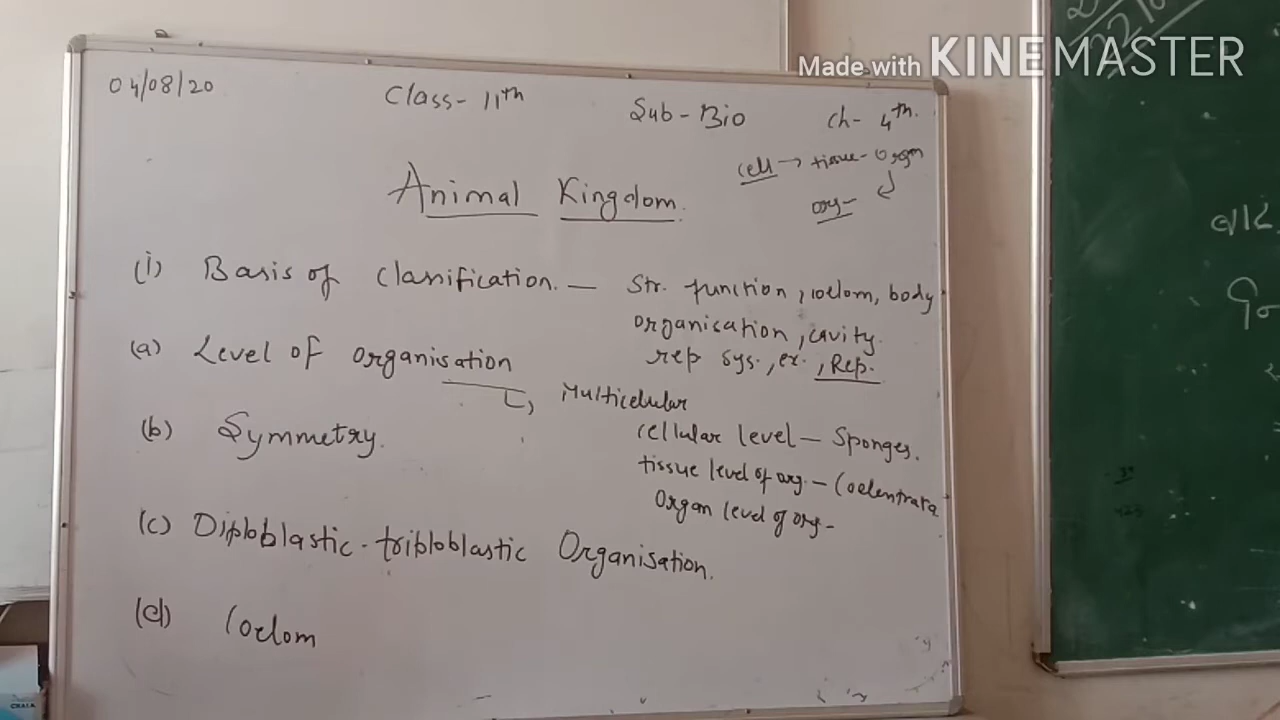 Made with KINEMASTER
04/08/20 Class- 11th Sub- Bio Ch- 4th.
cell → tissue - Organ
org-
Animal Kingdom.
(i) Basis of Classification. — Str. function, coelom, body
organisation, cavity.
rep sys., ex., Rep.
(a) Level of organisation
Multicellular
(b) Symmetry.
cellular level — Sponges.
tissue level of org. - Coelentrata
Organ level of org -
(c) Diploblastic - tribloblastic Organisation.
(d) Coelom